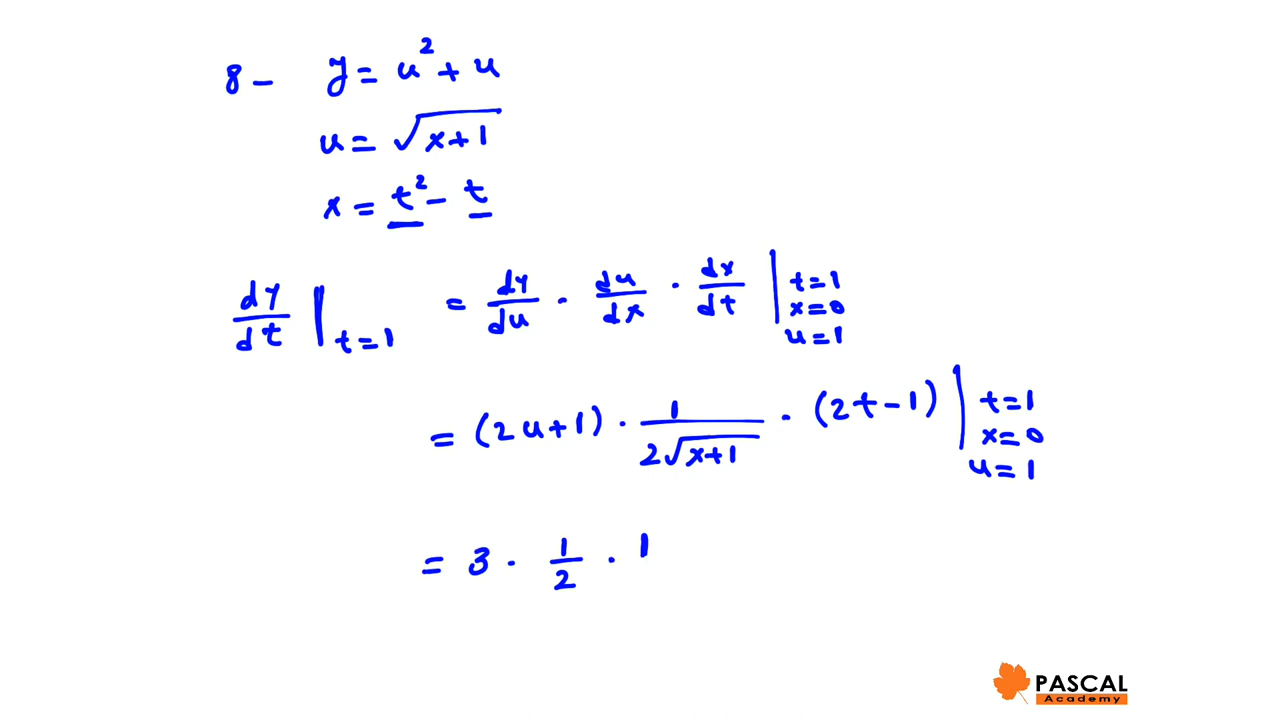 8 - y = u² + u
u = √(x+1)
x = t² - t
dy/dt |t=1 = dy/du · du/dx · dx/dt | t=1 x=0 u=1
= (2u+1) · 1/(2√(x+1)) · (2t-1) | t=1 x=0 u=1
= 3 · 1/2 · 1
PASCAL
Academy